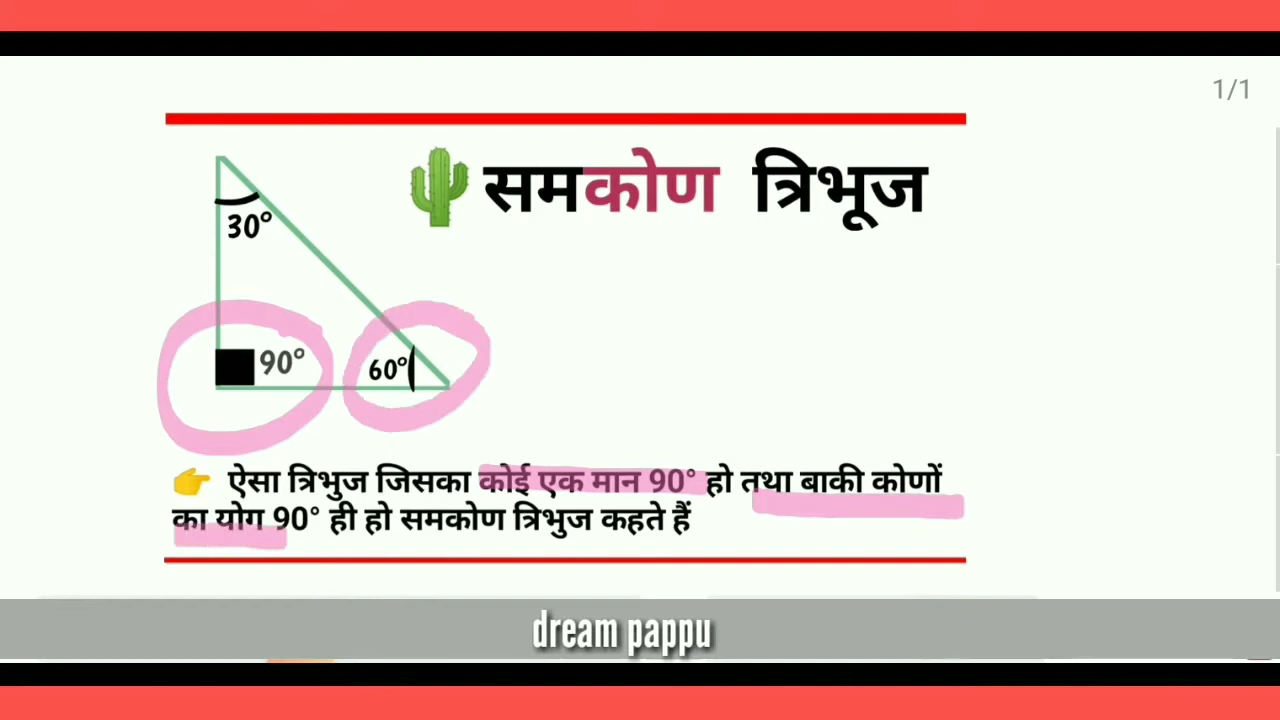 1/1
समकोण त्रिभूज
30°
90°
60°
👉 ऐसा त्रिभुज जिसका कोई एक मान 90° हो तथा बाकी कोणों
का योग 90° ही हो समकोण त्रिभुज कहते हैं
dream pappu